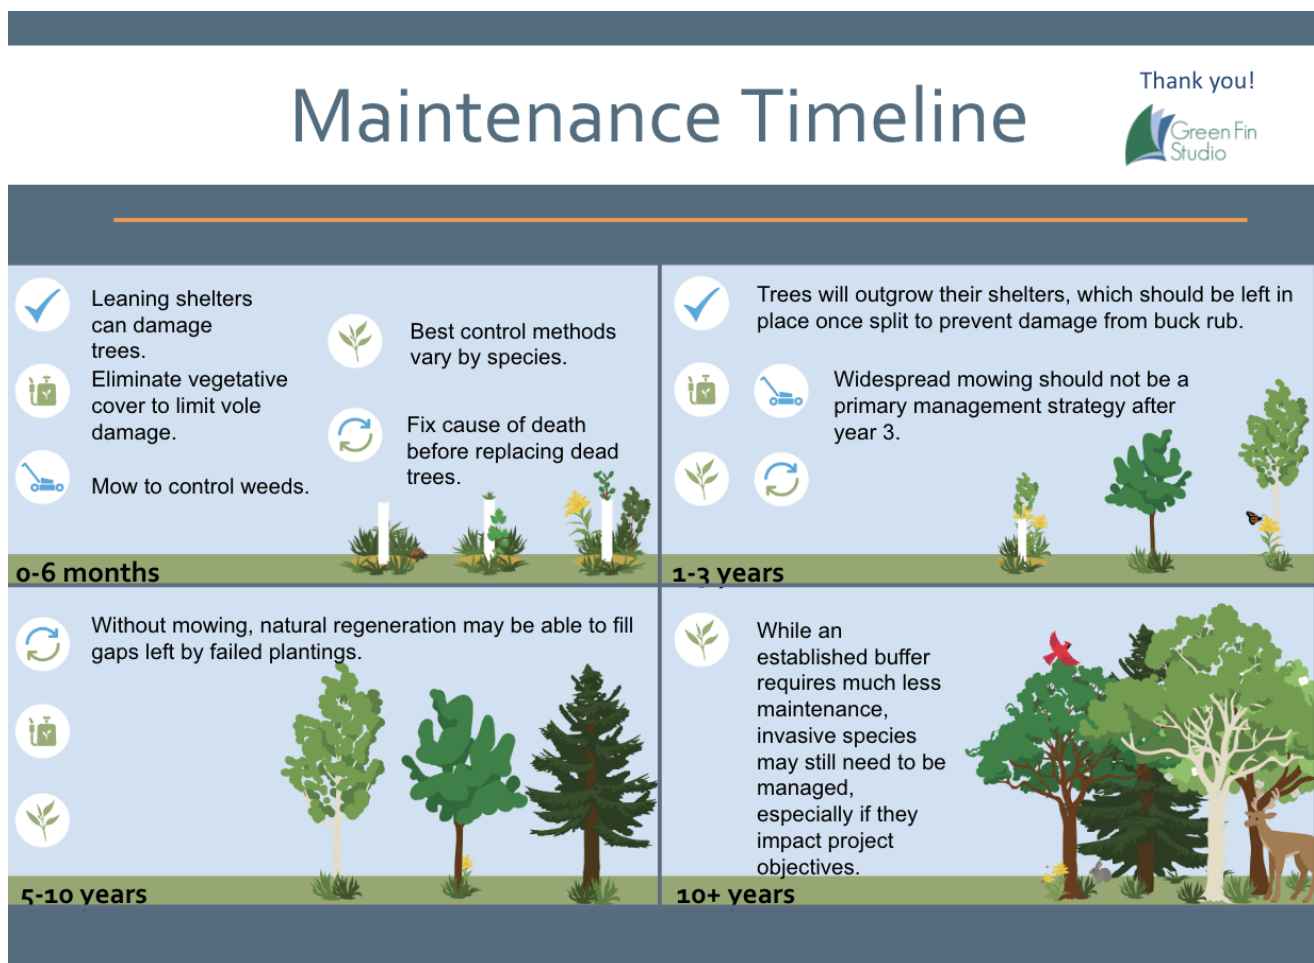 Maintenance Timeline
Thank you!
Green Fin
Studio
Leaning shelters
can damage
trees.
Eliminate vegetative
cover to limit vole
damage.
Mow to control weeds.
Best control methods
vary by species.
Fix cause of death
before replacing dead
trees.
0-6 months
Trees will outgrow their shelters, which should be left in
place once split to prevent damage from buck rub.
Widespread mowing should not be a
primary management strategy after
year 3.
1-3 years
Without mowing, natural regeneration may be able to fill
gaps left by failed plantings.
5-10 years
While an
established buffer
requires much less
maintenance,
invasive species
may still need to be
managed,
especially if they
impact project
objectives.
10+ years